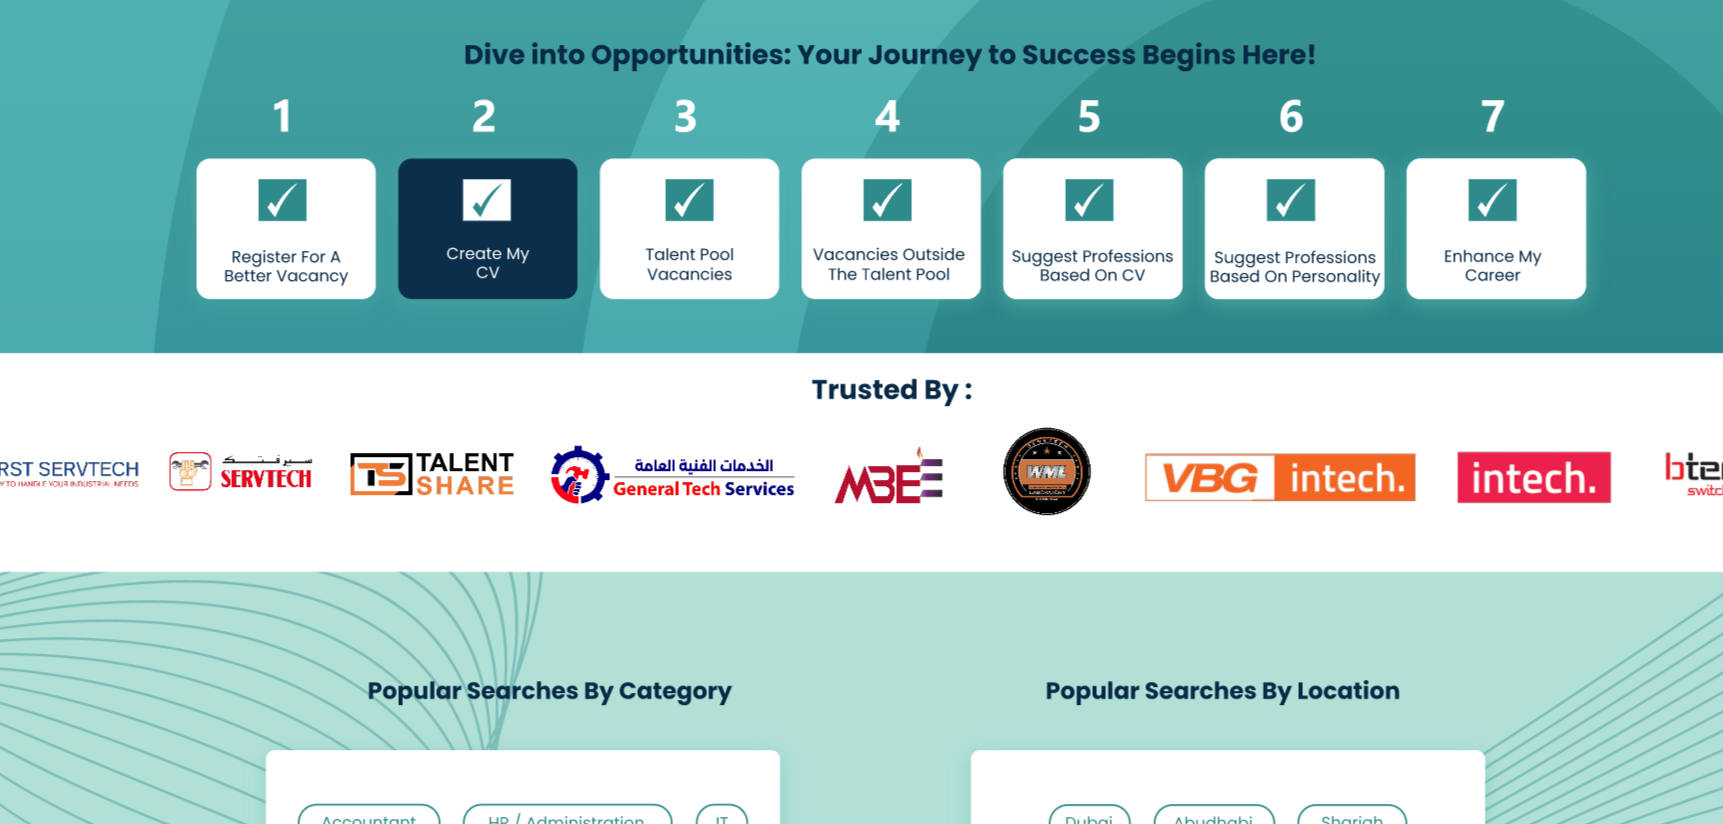 Dive into Opportunities: Your Journey to Success Begins Here!
1 2 3 4 5 6 7
Register For A
Better Vacancy
Create My
CV
Talent Pool
Vacancies
Vacancies Outside
The Talent Pool
Suggest Professions
Based On CV
Suggest Professions
Based On Personality
Enhance My
Career
Trusted By :
RST SERVTECH
Y TO HANDLE YOUR INDUSTRIAL NEEDS
سيرفتك
SERVTECH
TS
TALENT
SHARE
الخدمات الفنية العامة
General Tech Services
MBE
WML
VBG intech.
intech.
bte
switc
Popular Searches By Category
Popular Searches By Location
Accountant HR / Administration IT
Dubai Abudhabi Sharjah